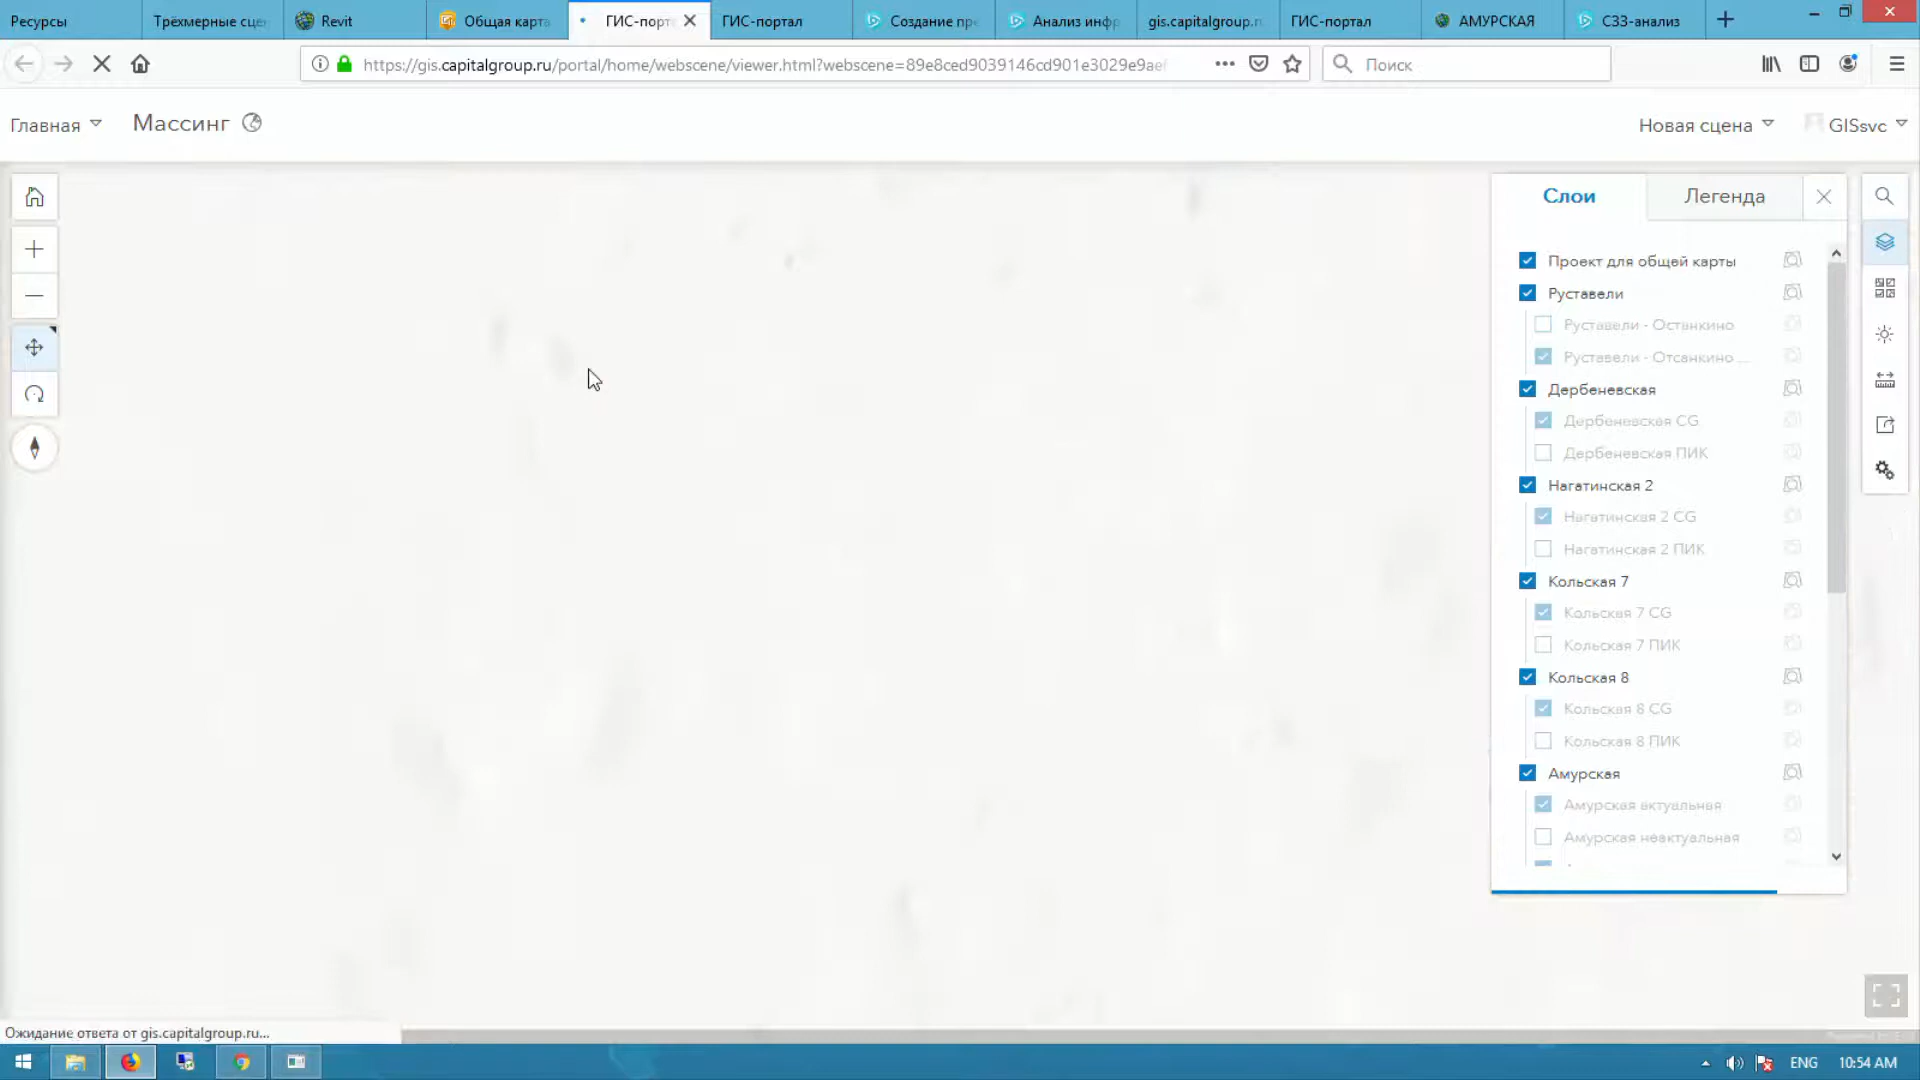 Ресурсы
Трёхмерные сце
Revit
Общая карта
ГИС-порта
ГИС-портал
Создание пр
Анализ инфр
gis.capitalgroup.r
ГИС-портал
АМУРСКАЯ
СЗЗ-анализ
https://gis.capitalgroup.ru/portal/home/webscene/viewer.html?webscene=89e8ced9039146cd901e3029e9aef
Поиск
Главная
Массинг
Новая сцена
GISsvc
Слои
Легенда
Проект для общей карты
Руставели
Руставели - Останкино
Руставели - Отсанкино ...
Дербеневская
Дербеневская CG
Дербеневская ПИК
Нагатинская 2
Нагатинская 2 CG
Нагатинская 2 ПИК
Кольская 7
Кольская 7 CG
Кольская 7 ПИК
Кольская 8
Кольская 8 CG
Кольская 8 ПИК
Амурская
Амурская актуальная
Амурская неактуальная
Ожидание ответа от gis.capitalgroup.ru...
ENG
10:54 AM